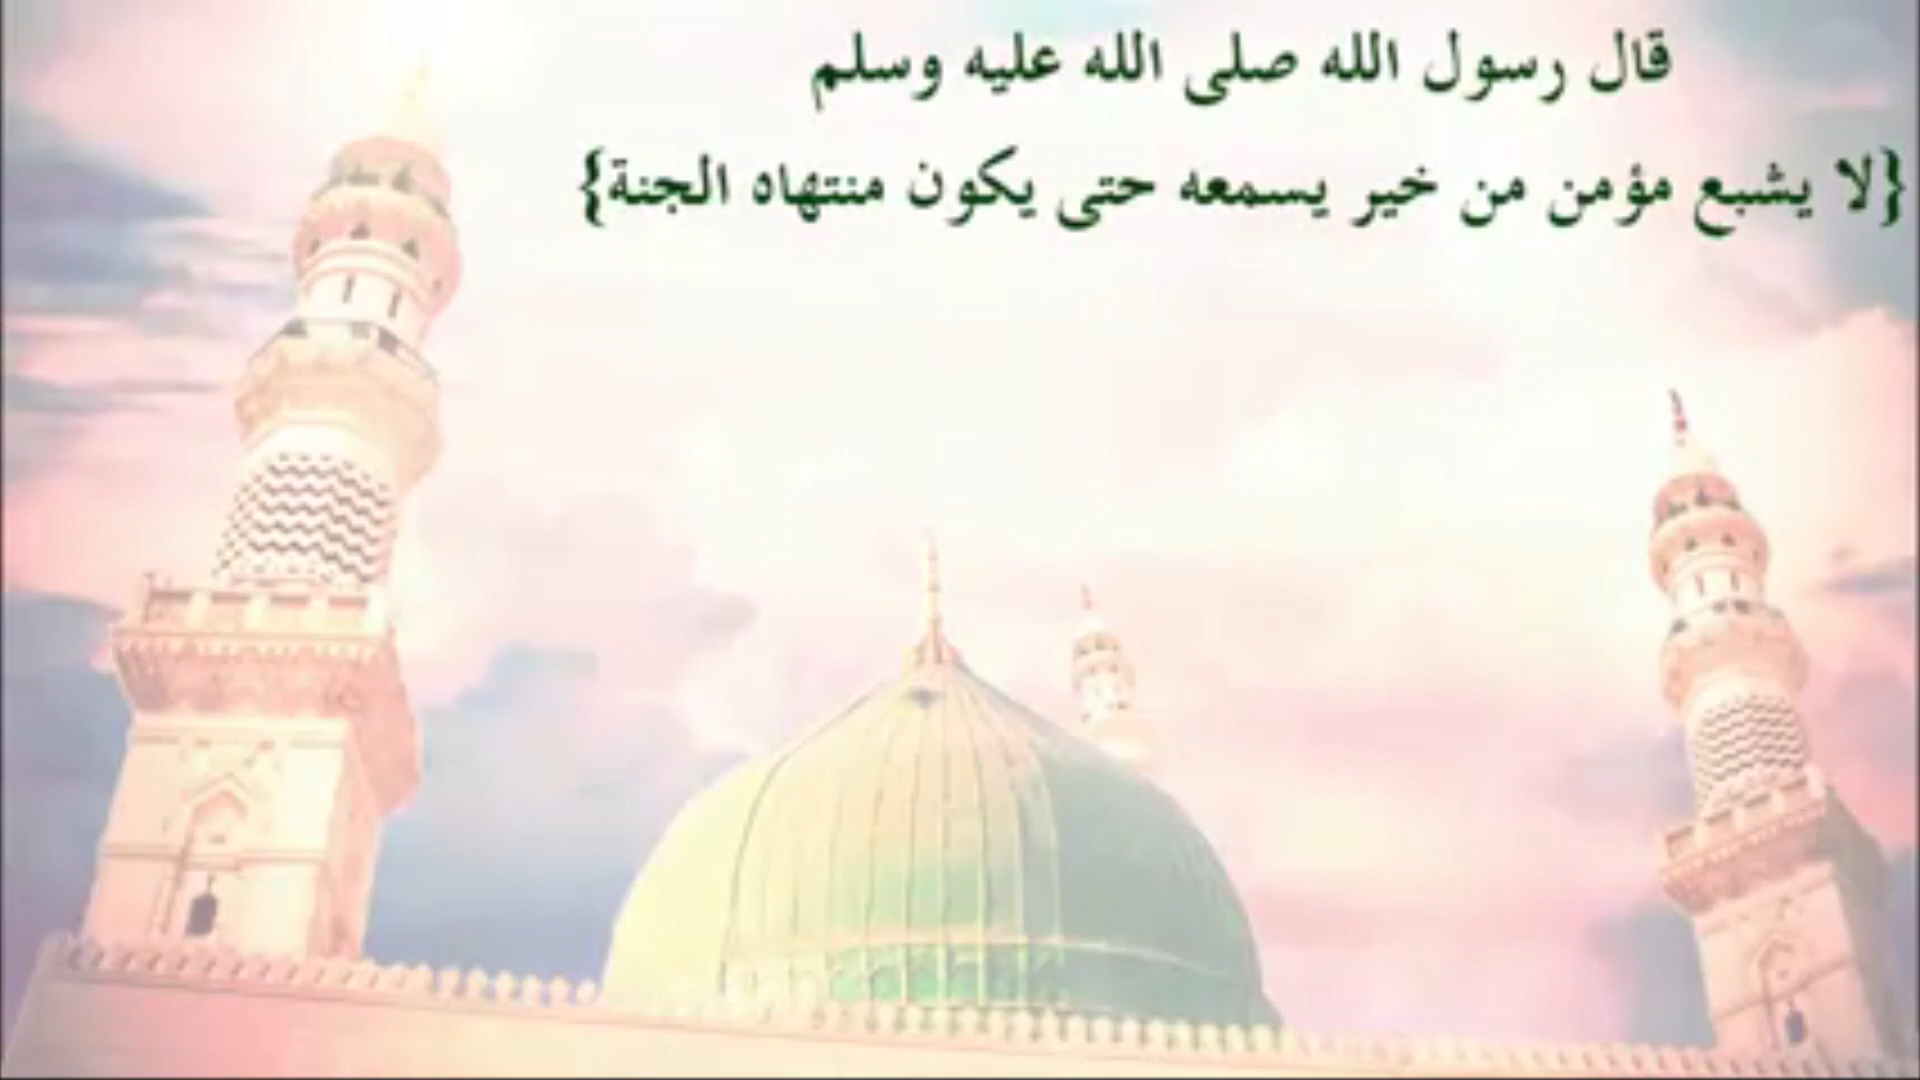 قال رسول الله صلى الله عليه وسلم
{لا يشبع مؤمن من خير يسمعه حتى يكون منتهاه الجنة}